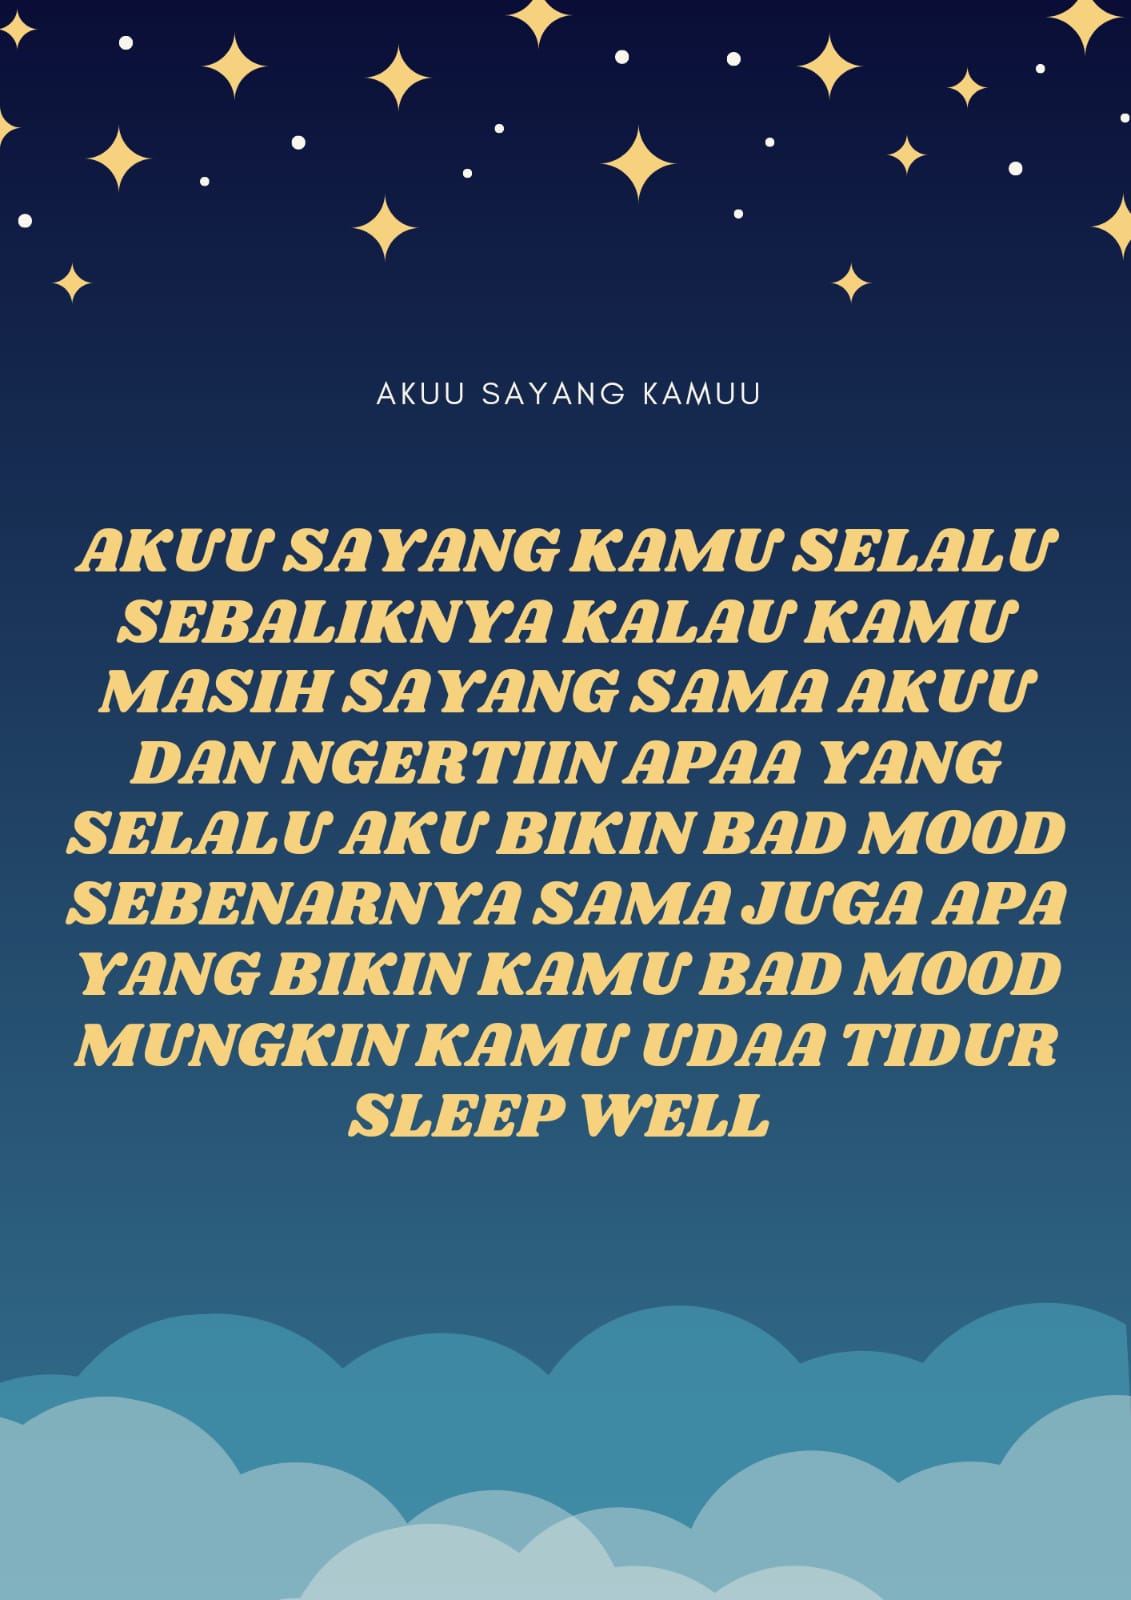 AKUU SAYANG KAMUU
AKUU SAYANG KAMU SELALU
SEBALIKNYA KALAU KAMU
MASIH SAYANG SAMA AKUU
DAN NGERTIIN APAA YANG
SELALU AKU BIKIN BAD MOOD
SEBENARNYA SAMA JUGA APA
YANG BIKIN KAMU BAD MOOD
MUNGKIN KAMU UDAA TIDUR
SLEEP WELL